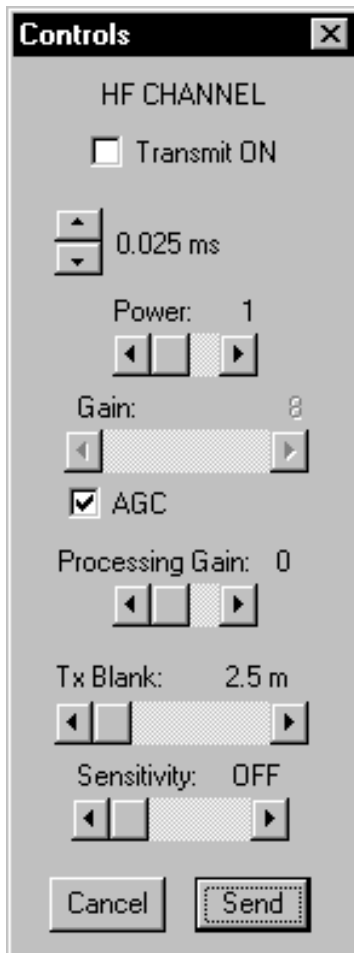 Controls
HF CHANNEL
Transmit ON
0.025 ms
Power: 1
Gain: 8
AGC
Processing Gain: 0
Tx Blank: 2.5 m
Sensitivity: OFF
Cancel Send